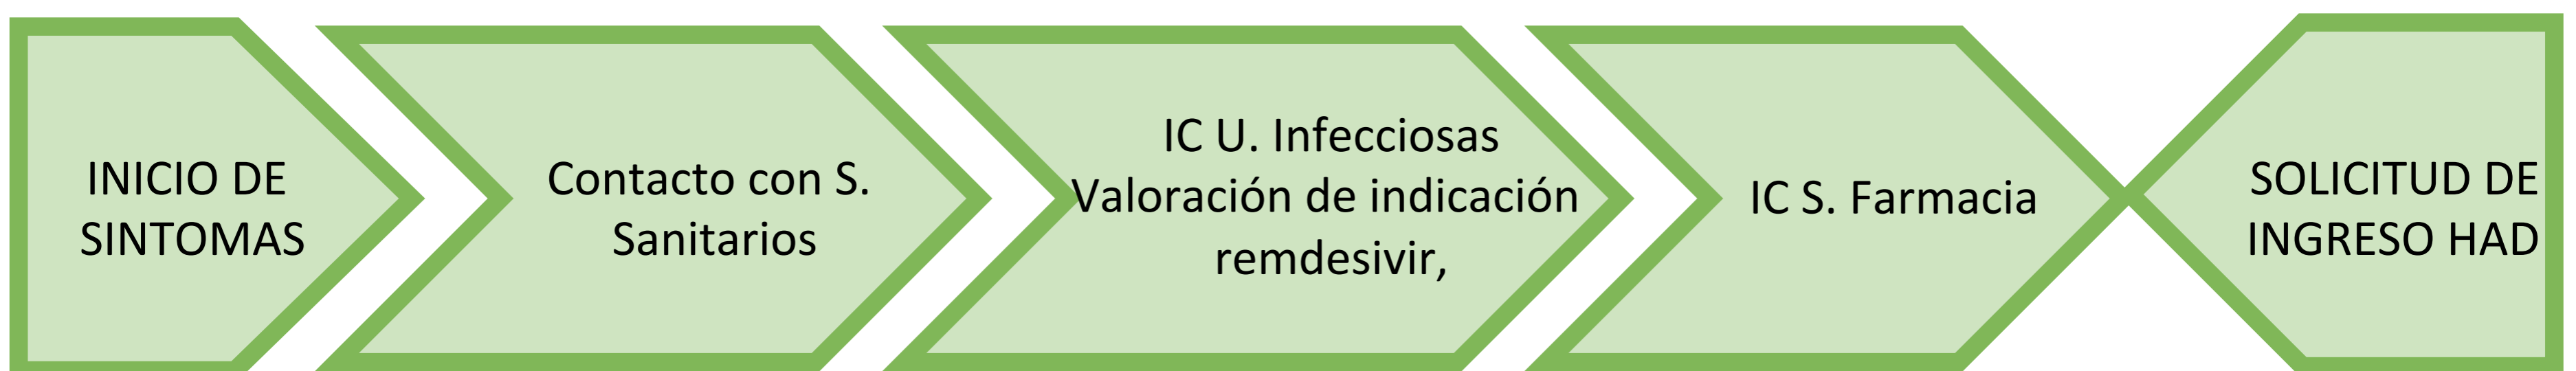 INICIO DE
SINTOMAS
Contacto con S.
Sanitarios
IC U. Infecciosas
Valoración de indicación
remdesivir,
IC S. Farmacia
SOLICITUD DE
INGRESO HAD